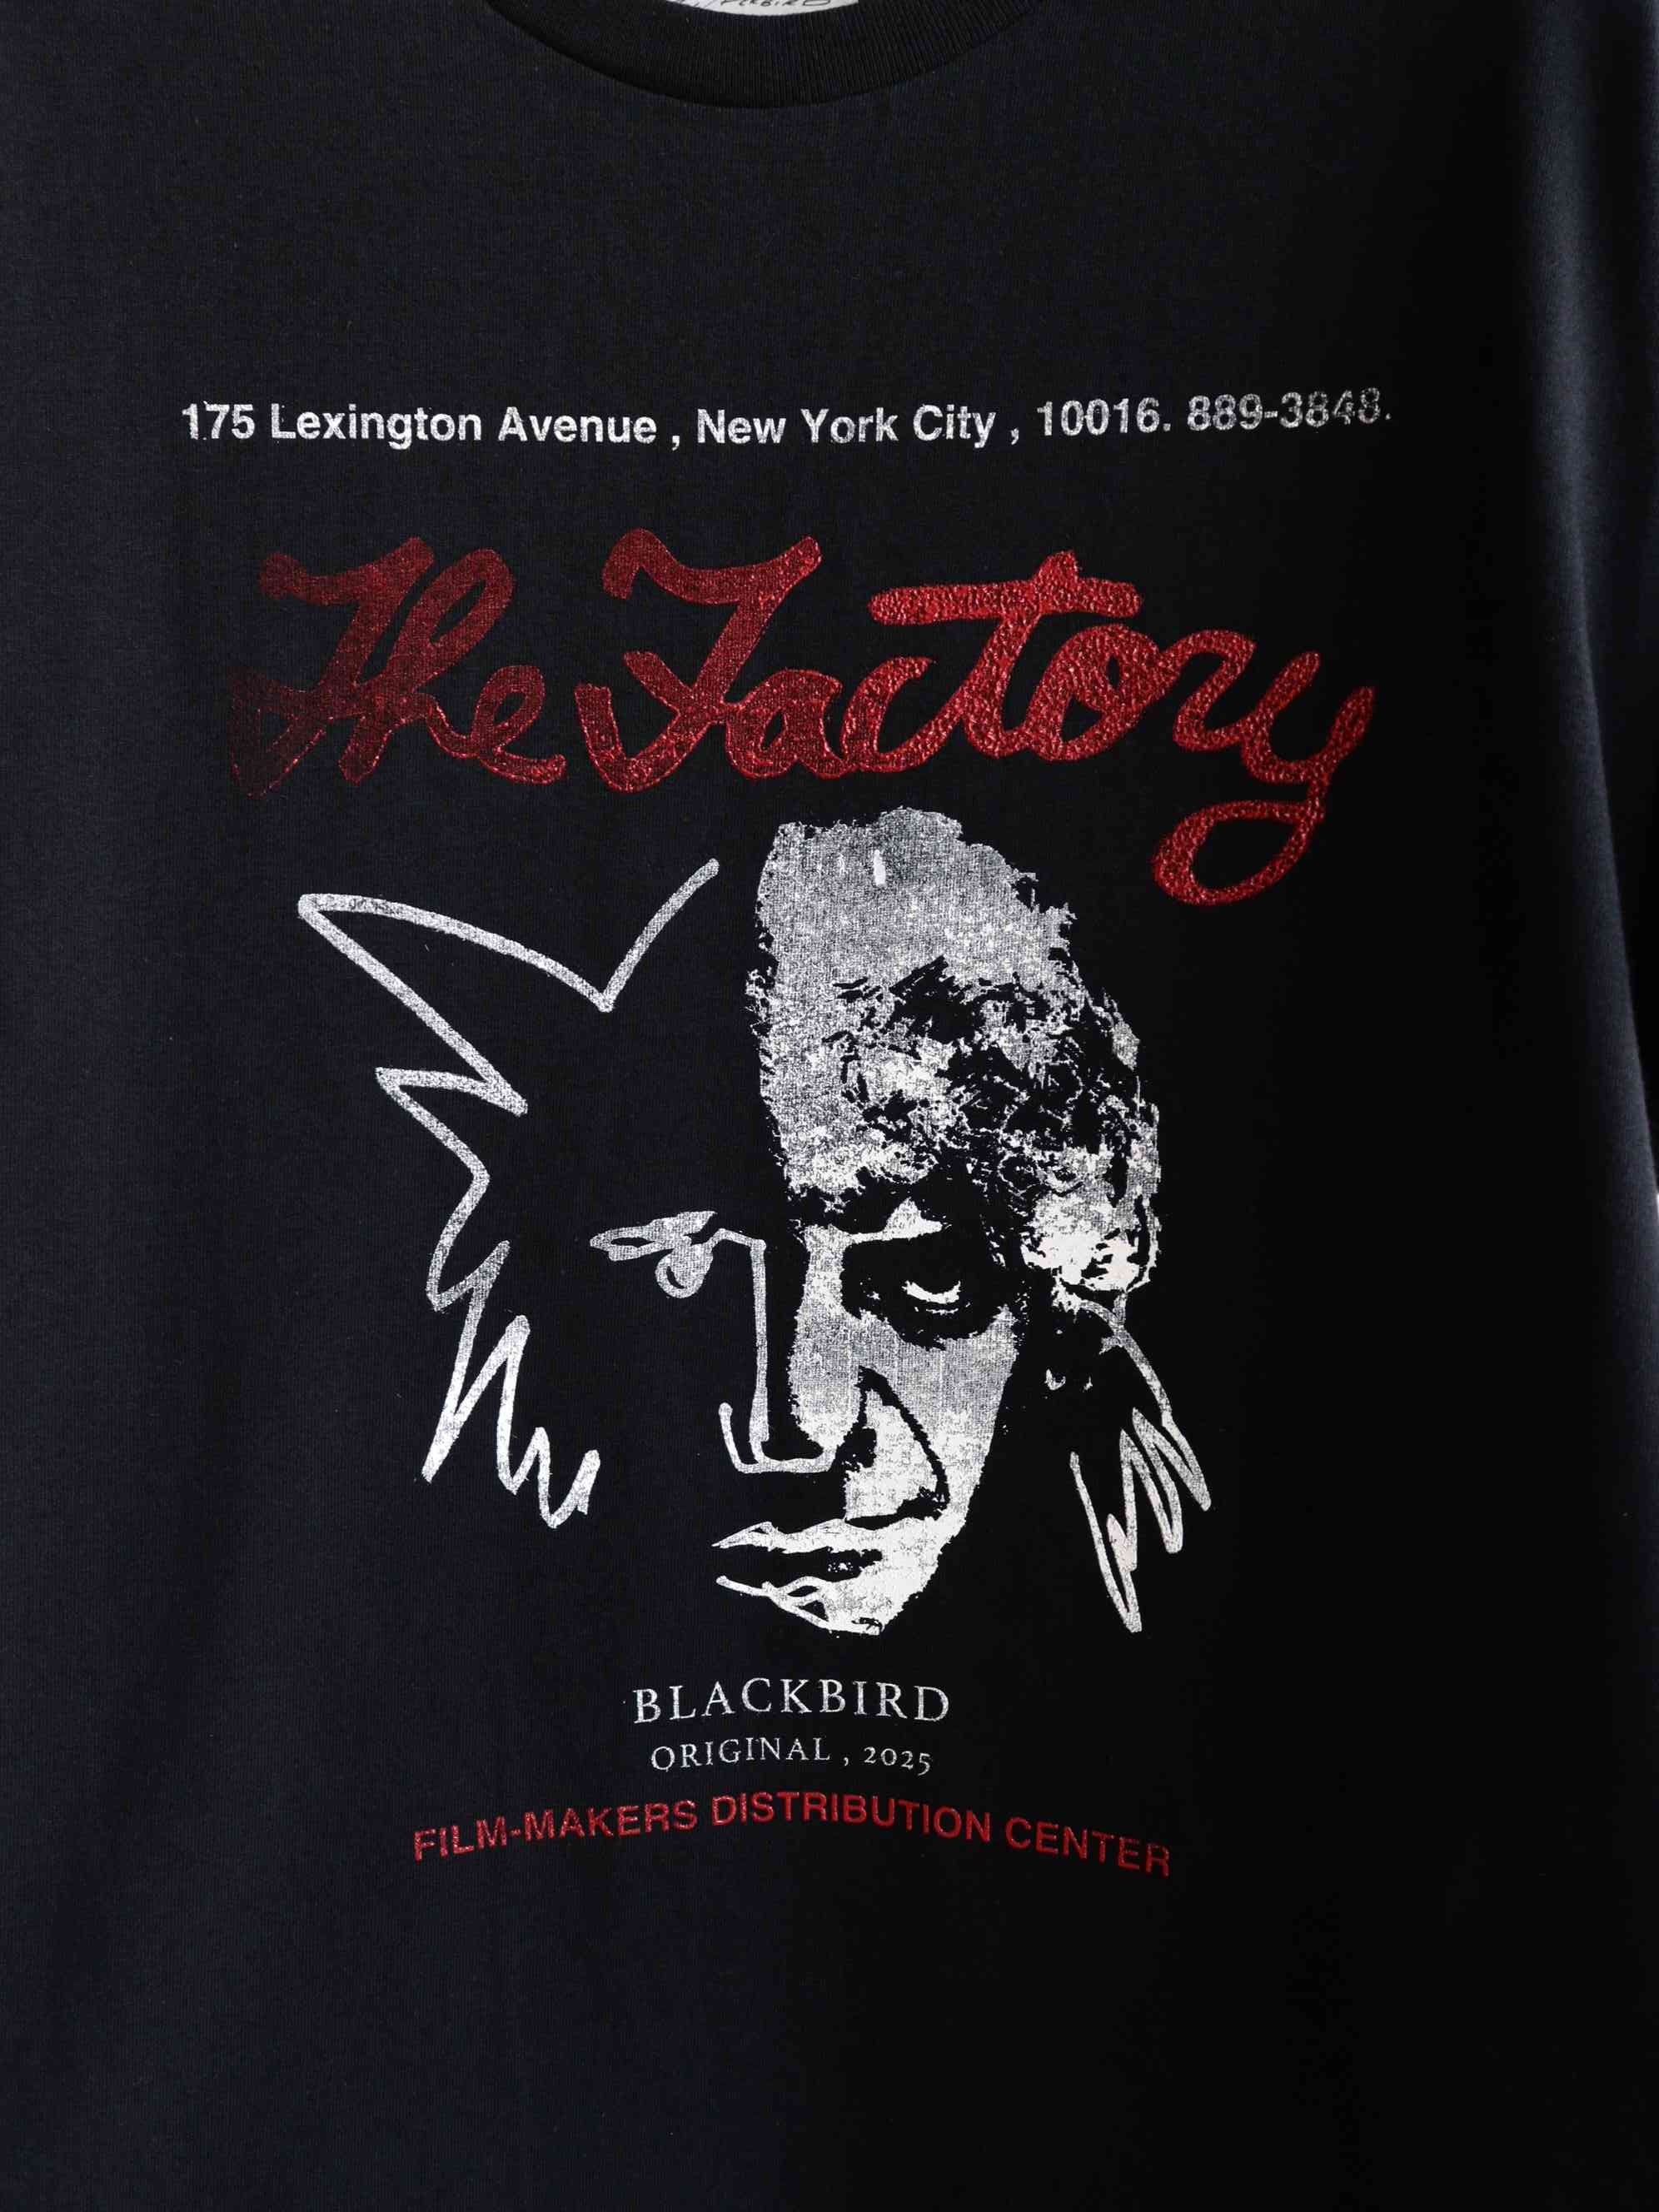 175 Lexington Avenue , New York City , 10016. 889-3848.
The Factory
BLACKBIRD
ORIGINAL , 2025
FILM-MAKERS DISTRIBUTION CENTER